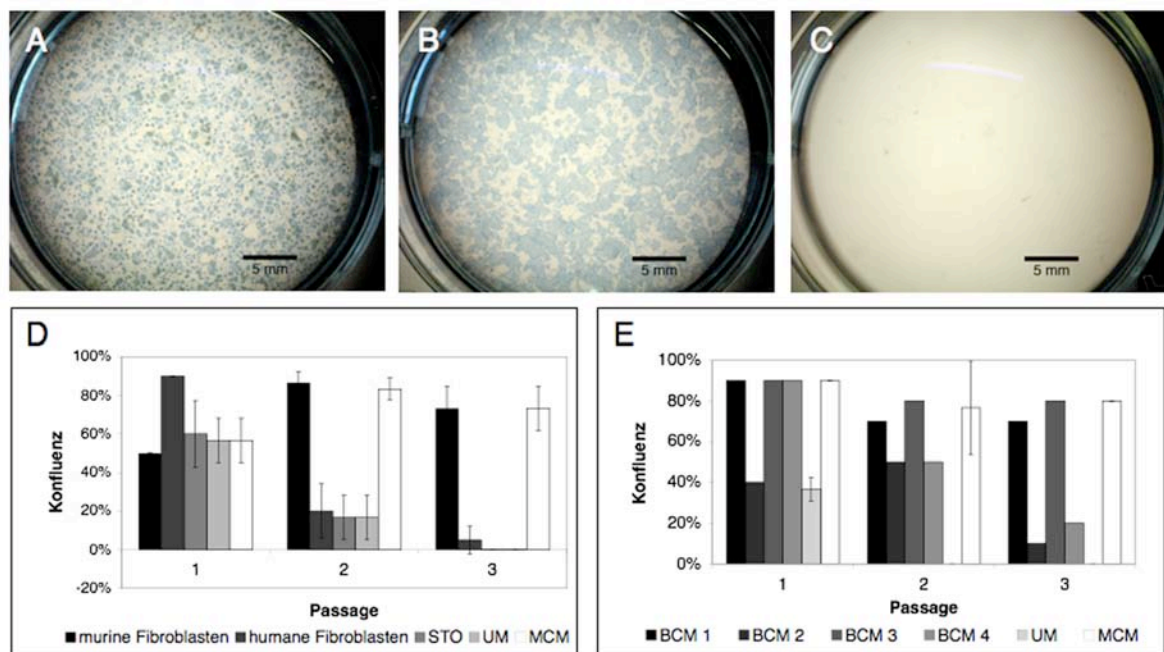 A
B
C
5 mm
5 mm
5 mm
D
100%
80%
60%
40%
20%
0%
-20%
Konfluenz
1
2
3
Passage
murine Fibroblasten
humane Fibroblasten
STO
UM
MCM
E
100%
80%
60%
40%
20%
0%
Konfluenz
1
2
3
Passage
BCM 1
BCM 2
BCM 3
BCM 4
UM
MCM